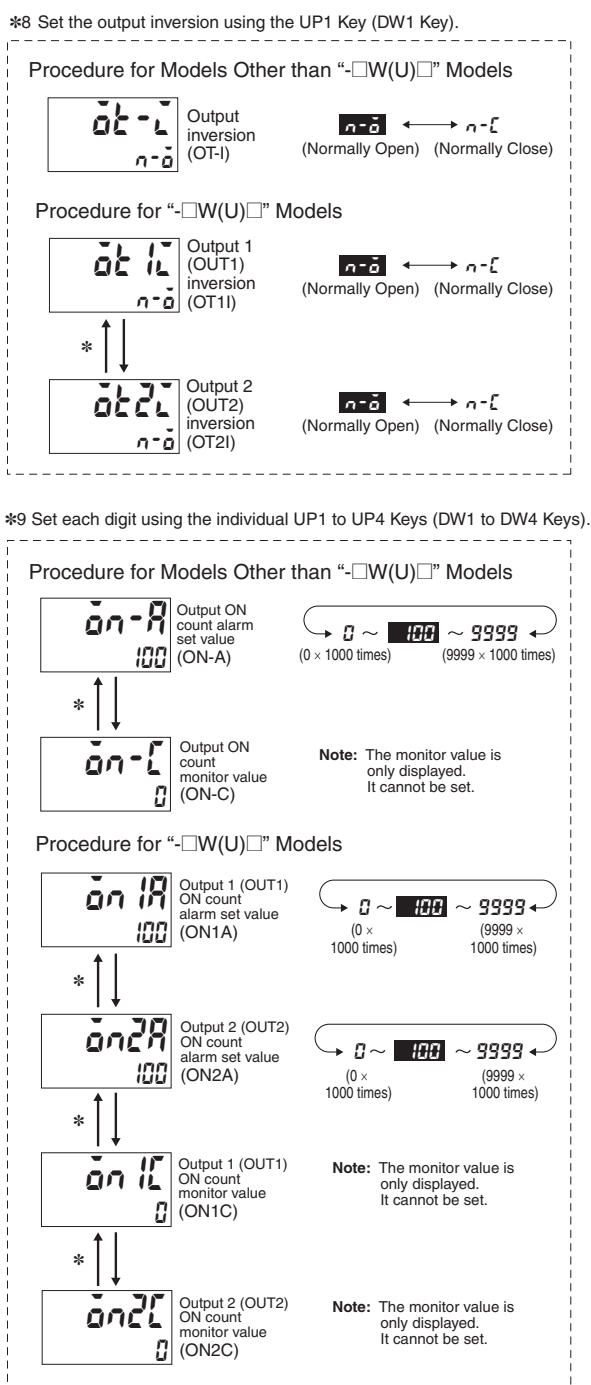 ✻8 Set the output inversion using the UP1 Key (DW1 Key).
Procedure for Models Other than “-□W(U)□” Models
ot-i
n-o
Output
inversion
(OT-I)
n-o ⟷ n-C
(Normally Open) (Normally Close)
Procedure for “-□W(U)□” Models
ot1i
n-o
Output 1
(OUT1)
inversion
(OT1I)
n-o ⟷ n-C
(Normally Open) (Normally Close)
✻
ot2i
n-o
Output 2
(OUT2)
inversion
(OT2I)
n-o ⟷ n-C
(Normally Open) (Normally Close)
✻9 Set each digit using the individual UP1 to UP4 Keys (DW1 to DW4 Keys).
Procedure for Models Other than “-□W(U)□” Models
on-A
100
Output ON
count alarm
set value
(ON-A)
0 ~ 100 ~ 9999
(0 × 1000 times) (9999 × 1000 times)
✻
on-C
0
Output ON
count
monitor value
(ON-C)
Note: The monitor value is
only displayed.
It cannot be set.
Procedure for “-□W(U)□” Models
on1A
100
Output 1 (OUT1)
ON count
alarm set value
(ON1A)
0 ~ 100 ~ 9999
(0 × (9999 ×
1000 times) 1000 times)
✻
on2A
100
Output 2 (OUT2)
ON count
alarm set value
(ON2A)
0 ~ 100 ~ 9999
(0 × (9999 ×
1000 times) 1000 times)
✻
on1C
0
Output 1 (OUT1)
ON count
monitor value
(ON1C)
Note: The monitor value is
only displayed.
It cannot be set.
✻
on2C
0
Output 2 (OUT2)
ON count
monitor value
(ON2C)
Note: The monitor value is
only displayed.
It cannot be set.